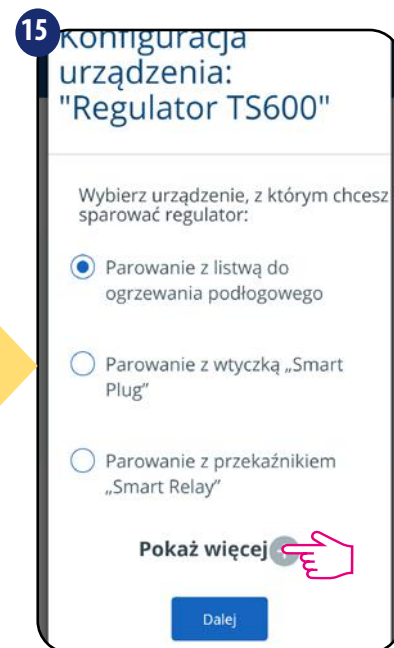 15
Konfiguracja
urządzenia:
"Regulator TS600"
Wybierz urządzenie, z którym chcesz
sparować regulator:
Parowanie z listwą do
ogrzewania podłogowego
Parowanie z wtyczką „Smart
Plug”
Parowanie z przekaźnikiem
„Smart Relay”
Pokaż więcej
Dalej